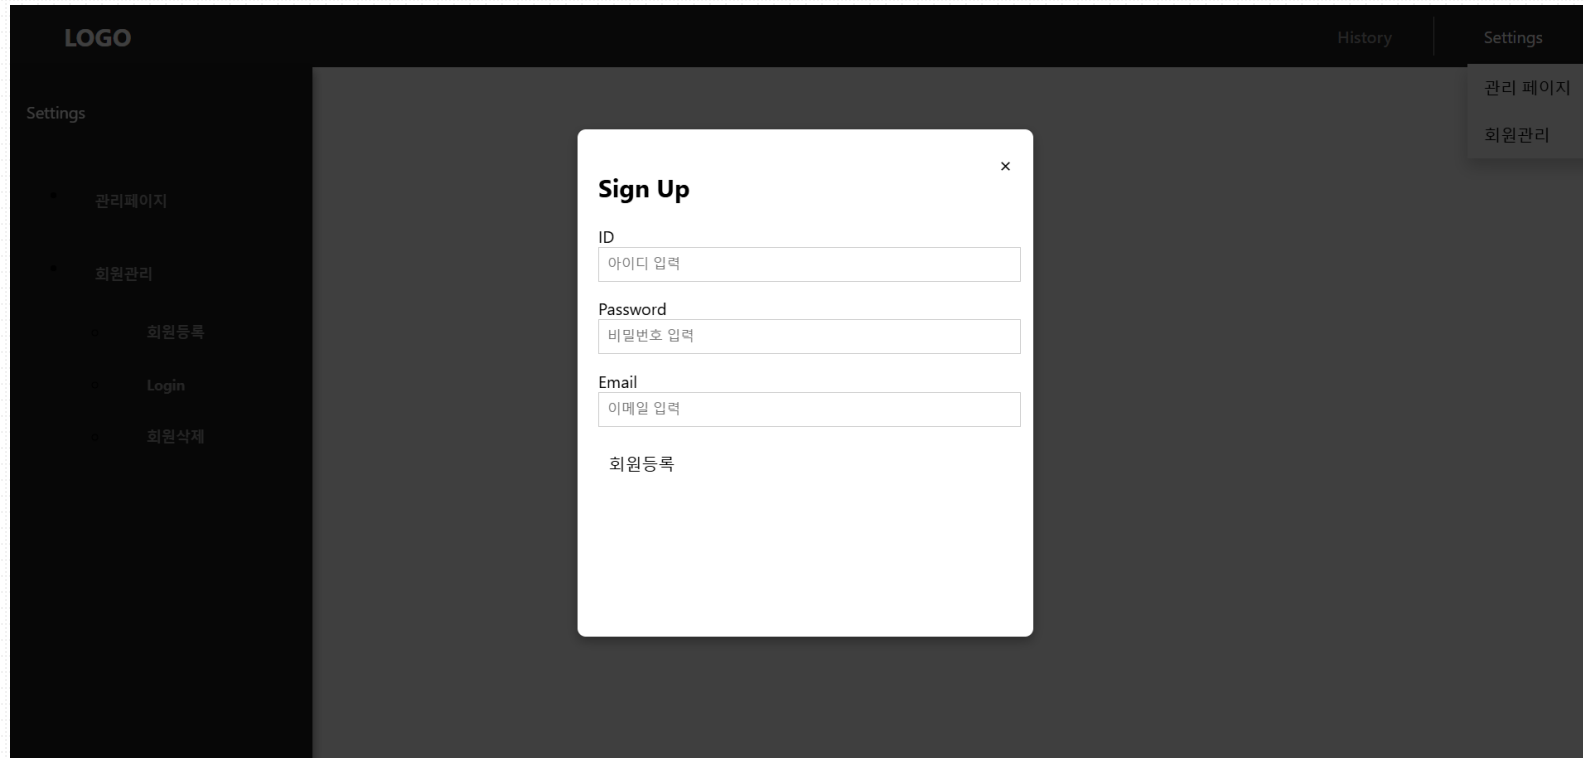 LOGO
History
Settings
관리 페이지
회원관리
Settings
관리페이지
회원관리
회원등록
Login
회원삭제
×
Sign Up
ID
아이디 입력
Password
비밀번호 입력
Email
이메일 입력
회원등록